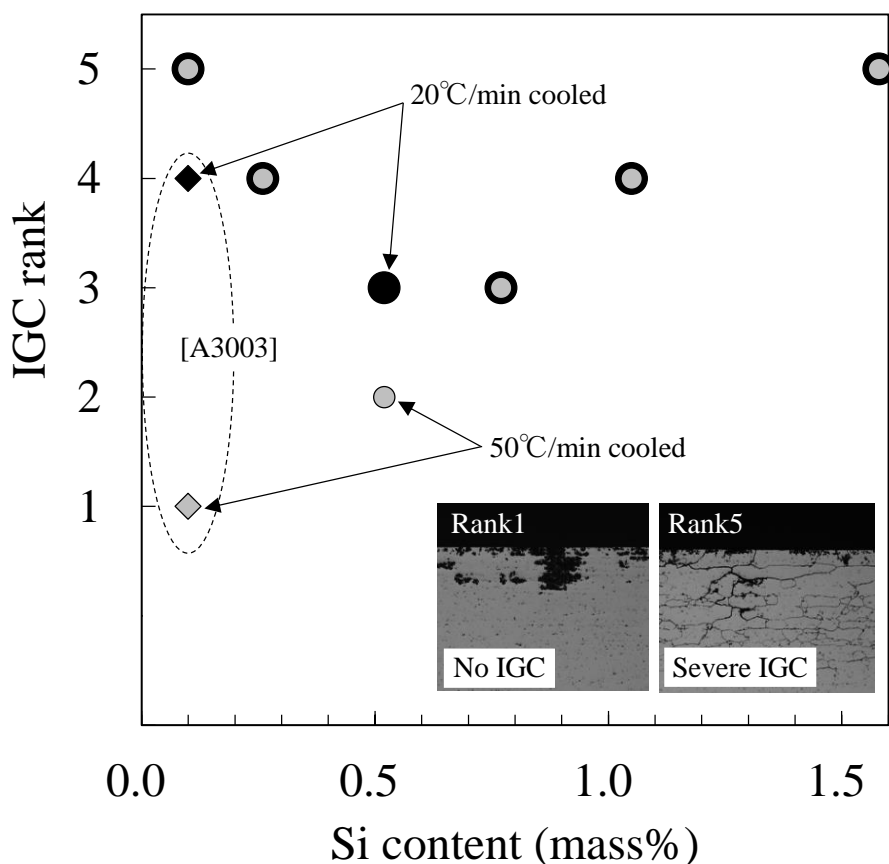 5
20℃/min cooled
4
IGC rank
3
[A3003]
2
50℃/min cooled
1
Rank1
Rank5
No IGC
Severe IGC
0.0
0.5
1.0
1.5
Si content (mass%)